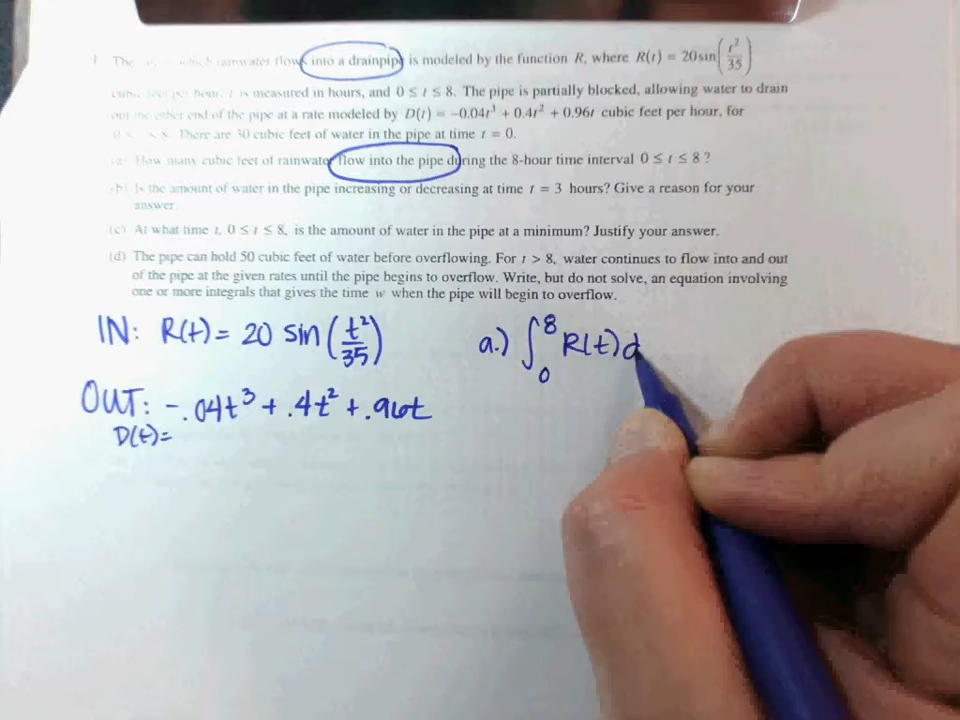 1. The rate at which rainwater flows into a drainpipe is modeled by the function R, where R(t) = 20sin(t²/35)
cubic feet per hour, t is measured in hours, and 0 ≤ t ≤ 8. The pipe is partially blocked, allowing water to drain
out the other end of the pipe at a rate modeled by D(t) = −0.04t³ + 0.4t² + 0.96t cubic feet per hour, for
0 ≤ t ≤ 8. There are 30 cubic feet of water in the pipe at time t = 0.
(a) How many cubic feet of rainwater flow into the pipe during the 8-hour time interval 0 ≤ t ≤ 8 ?
(b) Is the amount of water in the pipe increasing or decreasing at time t = 3 hours? Give a reason for your
answer.
(c) At what time t, 0 ≤ t ≤ 8, is the amount of water in the pipe at a minimum? Justify your answer.
(d) The pipe can hold 50 cubic feet of water before overflowing. For t > 8, water continues to flow into and out
of the pipe at the given rates until the pipe begins to overflow. Write, but do not solve, an equation involving
one or more integrals that gives the time w when the pipe will begin to overflow.
IN: R(t) = 20 sin(t²/35)
OUT: -.04t³ + .4t² + .96t
D(t)=
a.) ∫₀⁸ R(t)d